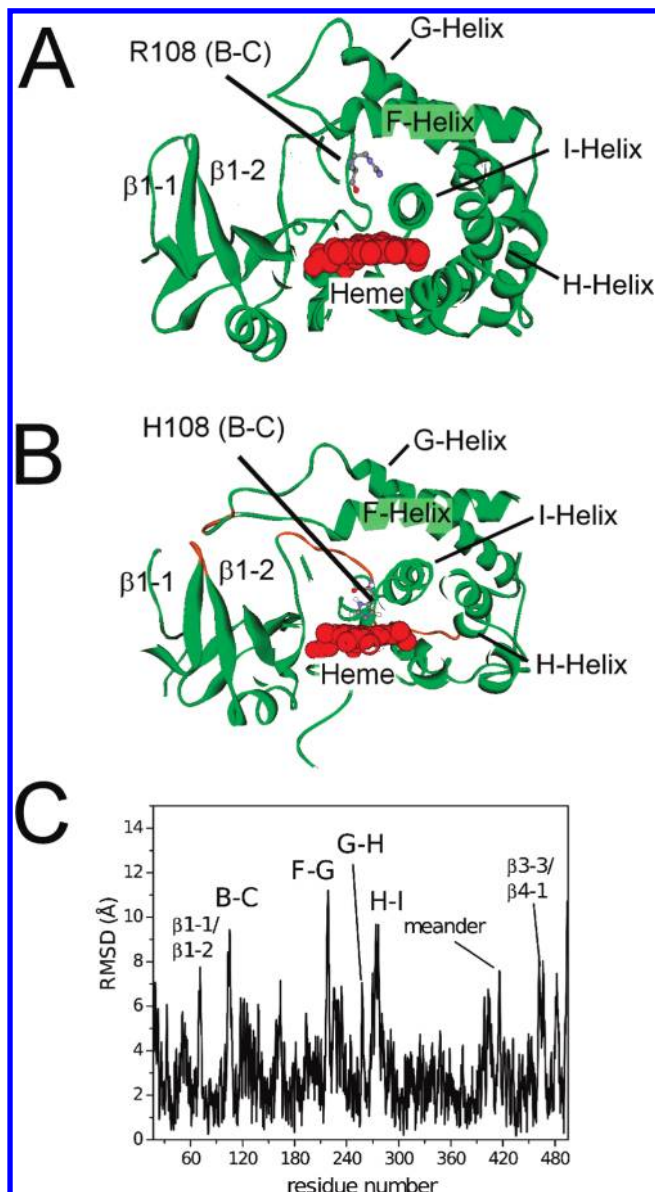 A
G-Helix
R108 (B-C)
F-Helix
β1-2
I-Helix
β1-1
H-Helix
Heme
B
H108 (B-C)
G-Helix
F-Helix
I-Helix
β1-1
β1-2
H-Helix
Heme
C
14
12
10
8
6
4
2
0
RMSD (Å)
β1-1/
β1-2
B-C
F-G
G-H
H-I
meander
β3-3/
β4-1
60 120 180 240 300 360 420 480
residue number